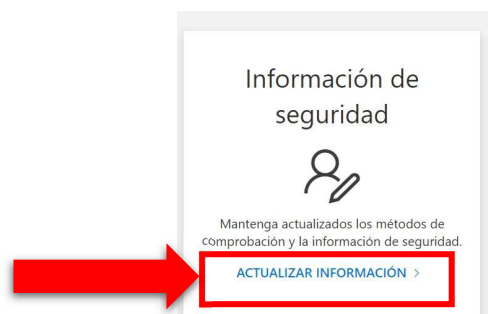 Información de
seguridad
Mantenga actualizados los métodos de
comprobación y la información de seguridad.
ACTUALIZAR INFORMACIÓN >